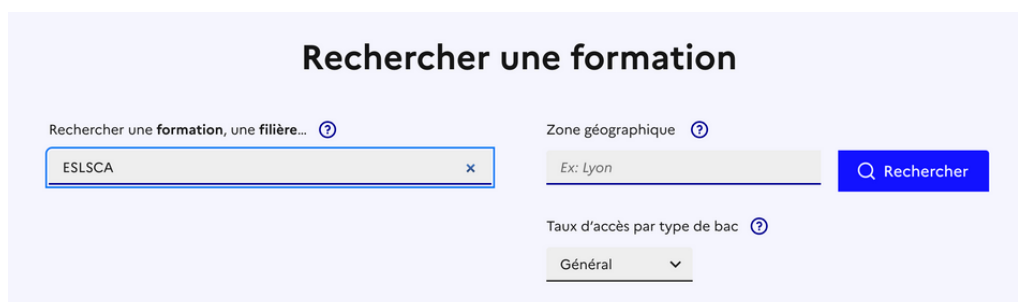 Rechercher une formation
Rechercher une formation, une filière... ?
ESLSCA ×
Zone géographique ?
Ex: Lyon
Rechercher
Taux d'accès par type de bac ?
Général